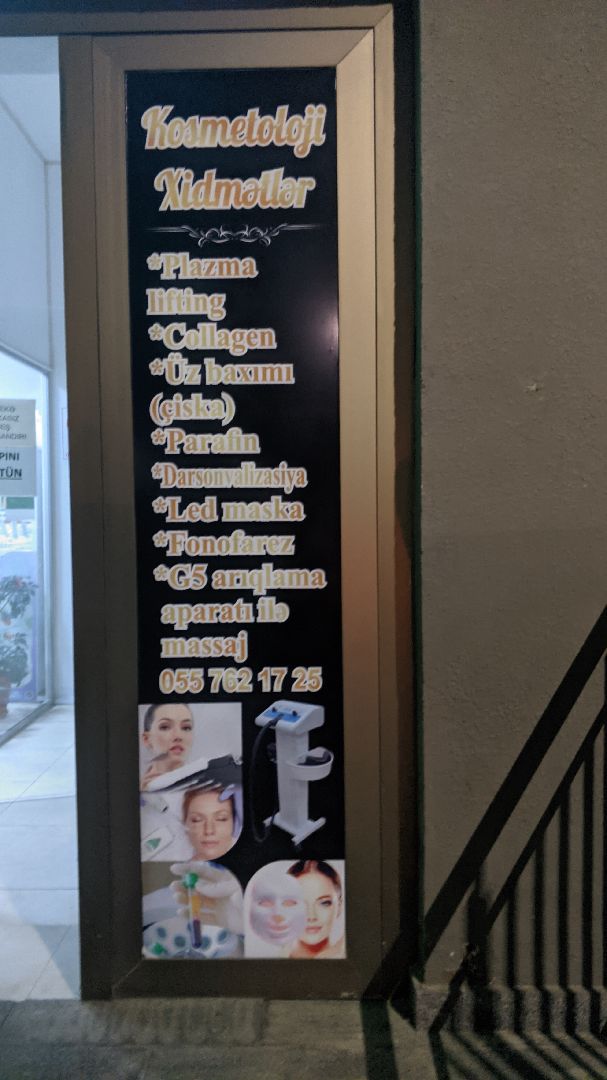 Kosmetoloji
Xidmətlər
*Plazma
lifting
*Collagen
*Üz baxımı
(çiska)
*Parafin
*Darsonvalizasiya
*Led maska
*Fonofarez
*G5 arıqlama
aparatı ilə
massaj
055 762 17 25